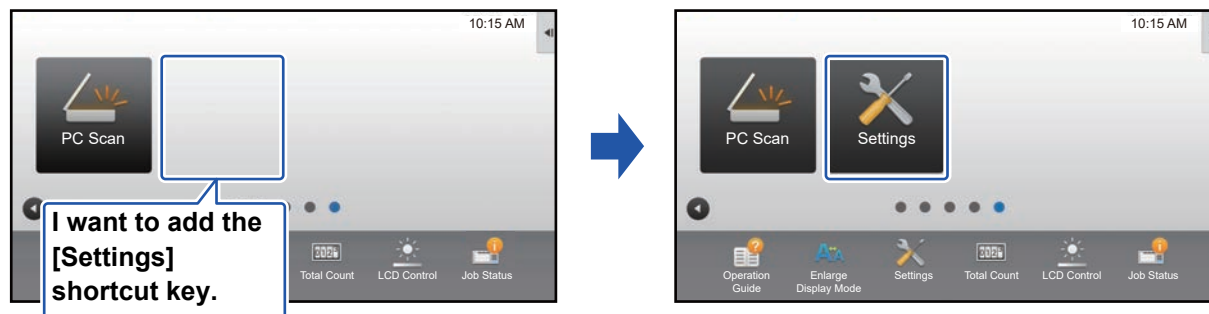 10:15 AM
PC Scan
I want to add the
[Settings]
shortcut key.
Total Count
LCD Control
Job Status
10:15 AM
PC Scan
Settings
Operation
Guide
Enlarge
Display Mode
Settings
Total Count
LCD Control
Job Status